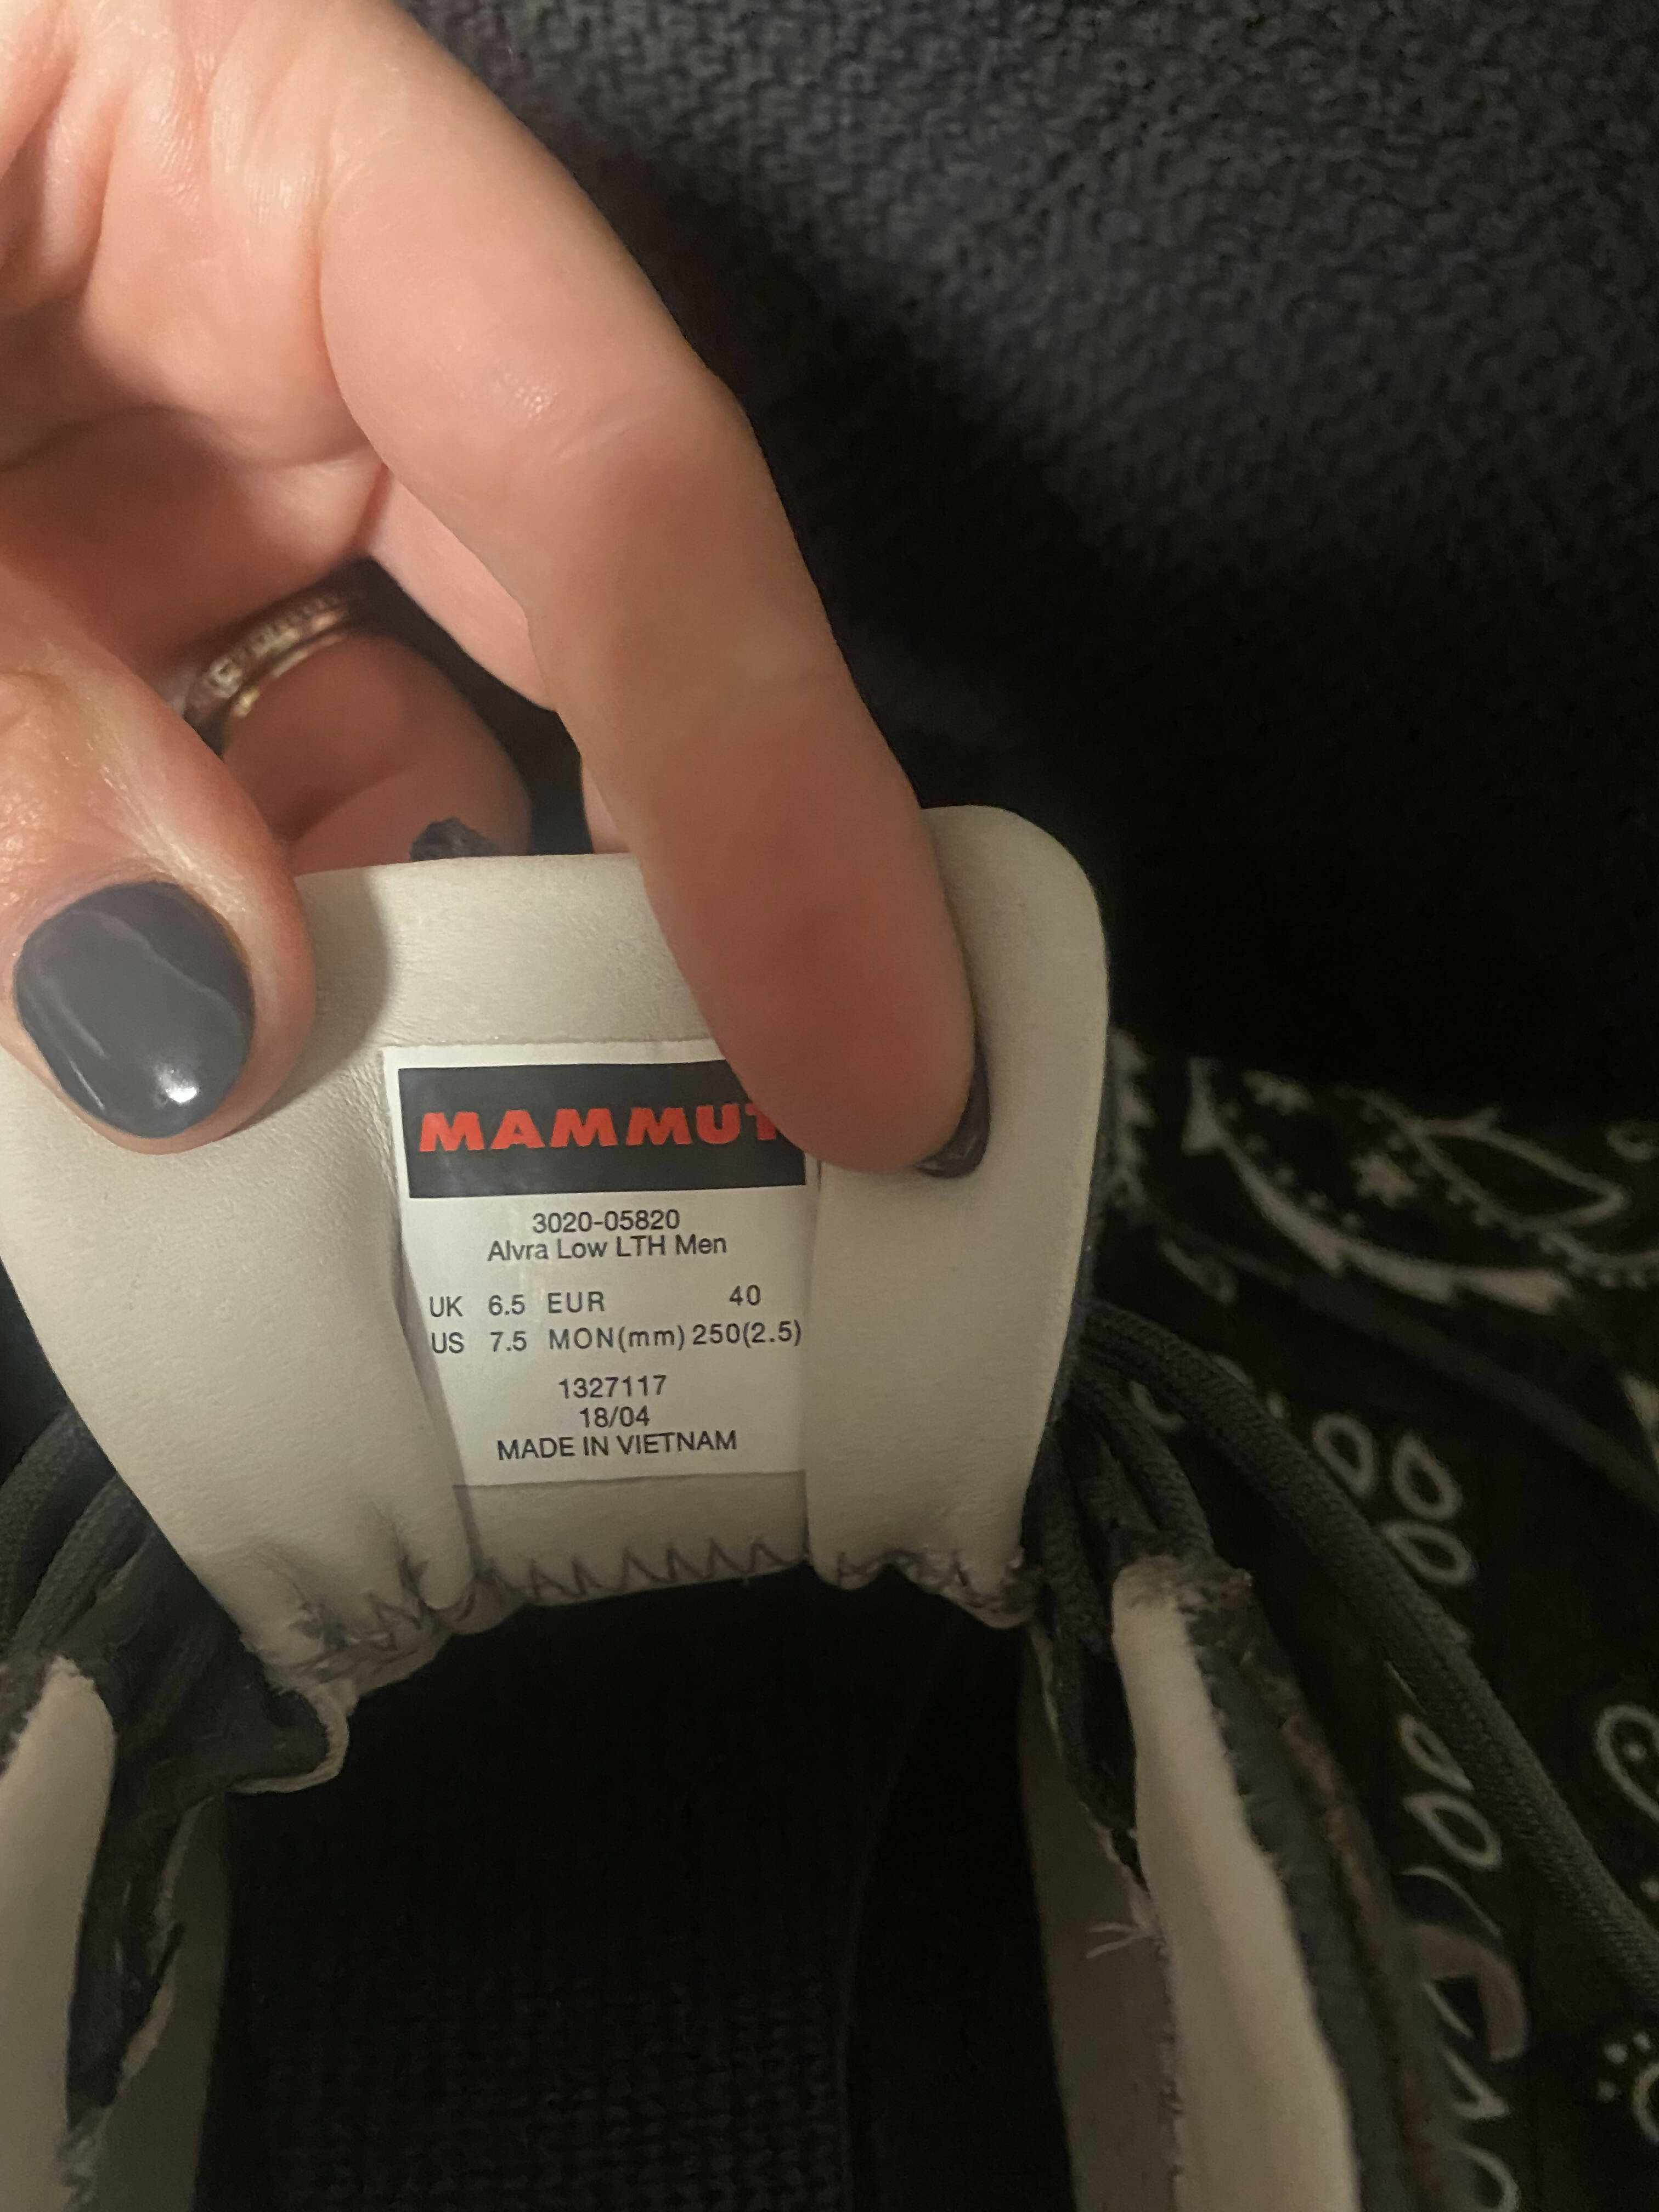 MAMMUT
3020-05820
Alvra Low LTH Men
UK 6.5 EUR 40
US 7.5 MON(mm) 250(2.5)
1327117
18/04
MADE IN VIETNAM